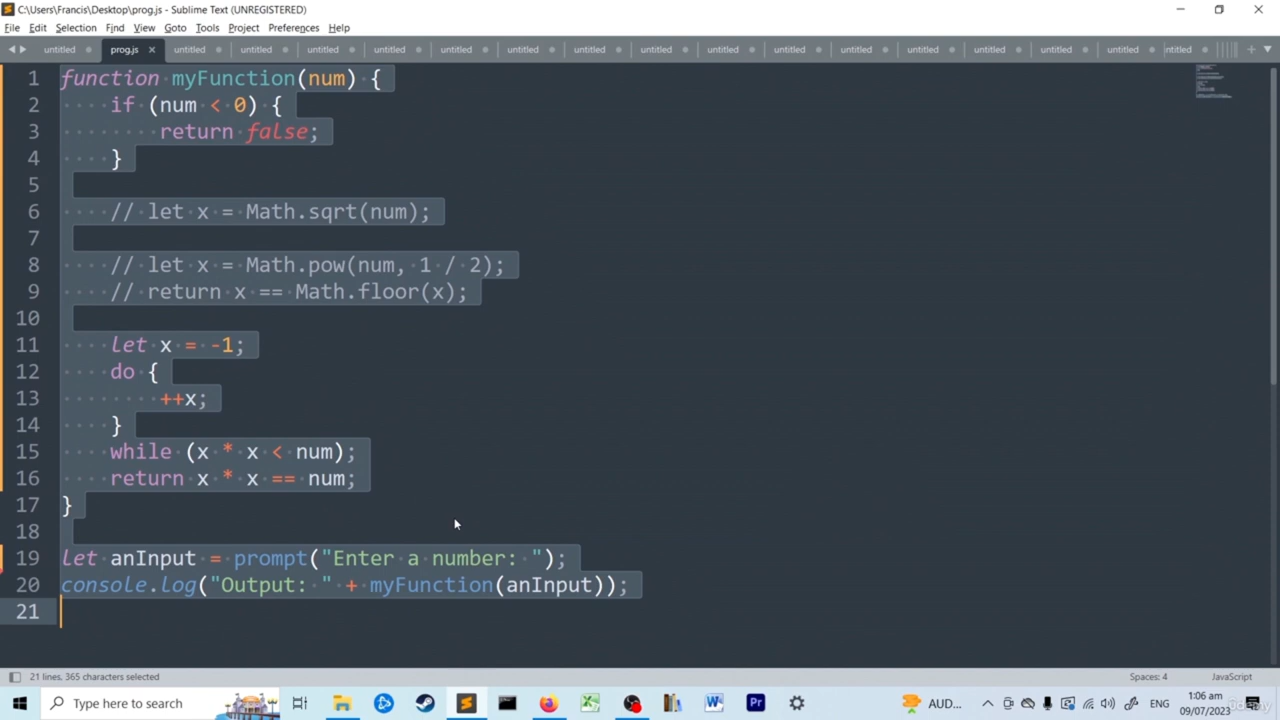 C:\Users\Francis\Desktop\prog.js - Sublime Text (UNREGISTERED)
File Edit Selection Find View Goto Tools Project Preferences Help
untitled prog.js untitled untitled untitled untitled untitled untitled untitled untitled untitled untitled untitled untitled untitled untitled untitled ntitled
1 function myFunction(num) {
2 if (num < 0) {
3 return false;
4 }
5
6 // let x = Math.sqrt(num);
7
8 // let x = Math.pow(num, 1 / 2);
9 // return x == Math.floor(x);
10
11 let x = -1;
12 do {
13 ++x;
14 }
15 while (x * x < num);
16 return x * x == num;
17 }
18
19 let anInput = prompt("Enter a number: ");
20 console.log("Output: " + myFunction(anInput));
21
21 lines, 365 characters selected Spaces: 4 JavaScript
Type here to search AUD... ENG 1:06 am
09/07/2023
udemy